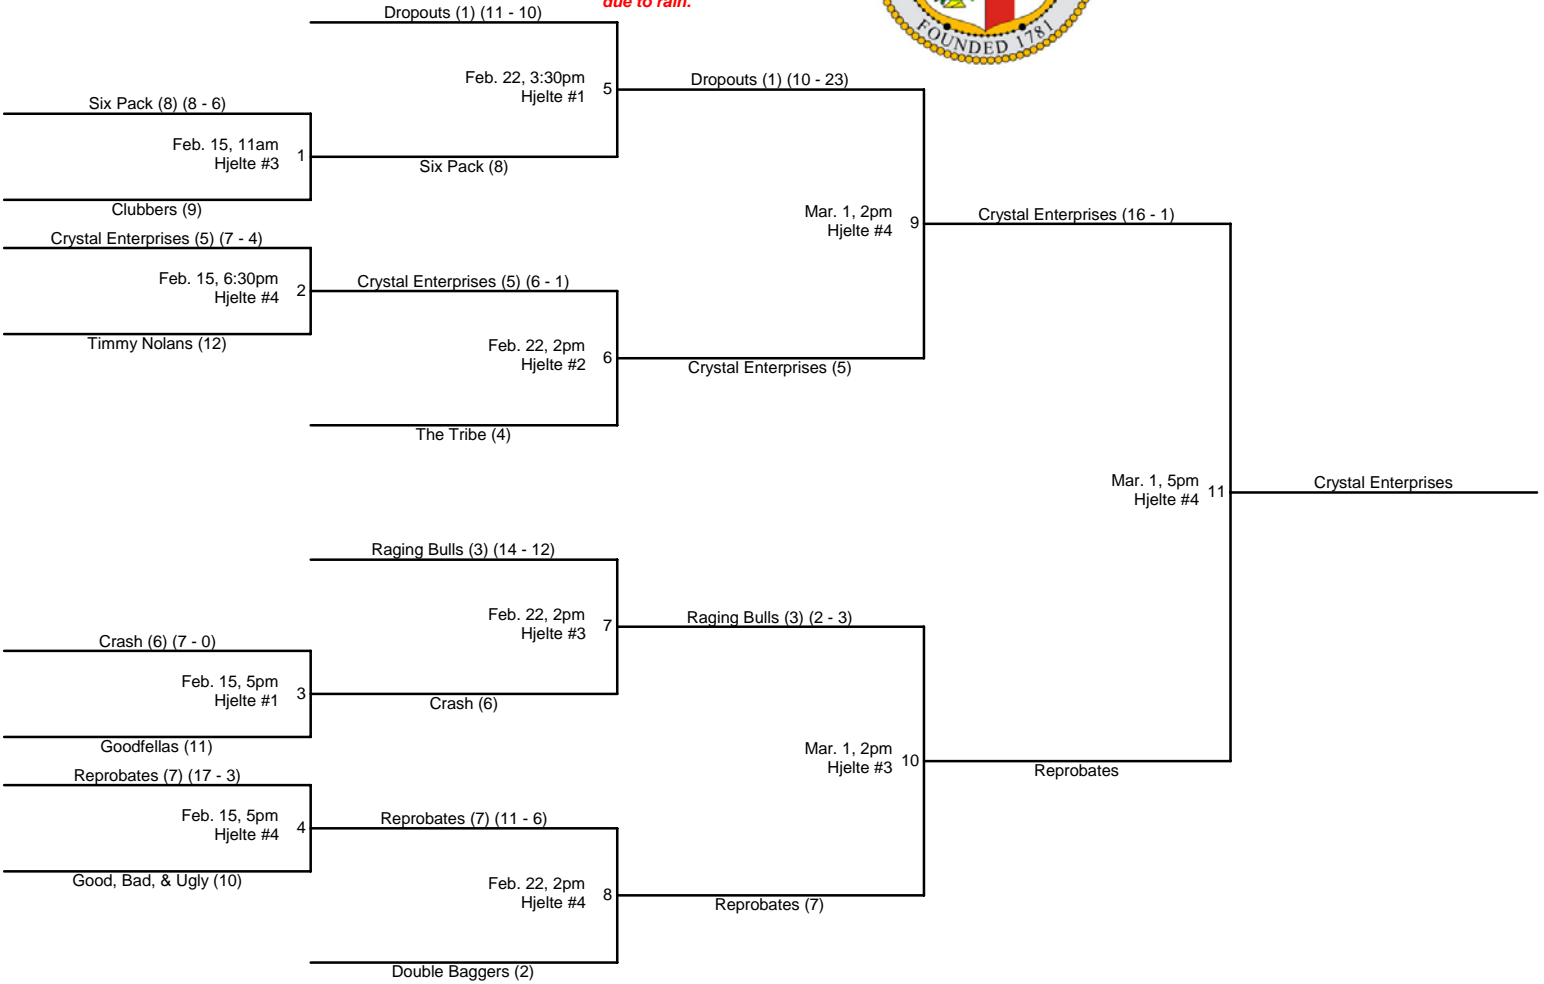 due to rain.
FOUNDED 1781
Dropouts (1) (11 - 10)
Feb. 22, 3:30pm
Hjelte #1
5
Dropouts (1) (10 - 23)
Six Pack (8) (8 - 6)
Feb. 15, 11am
Hjelte #3
1
Six Pack (8)
Clubbers (9)
Mar. 1, 2pm
Hjelte #4
9
Crystal Enterprises (16 - 1)
Crystal Enterprises (5) (7 - 4)
Feb. 15, 6:30pm
Hjelte #4
2
Crystal Enterprises (5) (6 - 1)
Timmy Nolans (12)
Feb. 22, 2pm
Hjelte #2
6
Crystal Enterprises (5)
The Tribe (4)
Mar. 1, 5pm
Hjelte #4
11
Crystal Enterprises
Raging Bulls (3) (14 - 12)
Feb. 22, 2pm
Hjelte #3
7
Raging Bulls (3) (2 - 3)
Crash (6) (7 - 0)
Feb. 15, 5pm
Hjelte #1
3
Crash (6)
Goodfellas (11)
Mar. 1, 2pm
Hjelte #3
10
Reprobates
Reprobates (7) (17 - 3)
Feb. 15, 5pm
Hjelte #4
4
Reprobates (7) (11 - 6)
Good, Bad, & Ugly (10)
Feb. 22, 2pm
Hjelte #4
8
Reprobates (7)
Double Baggers (2)